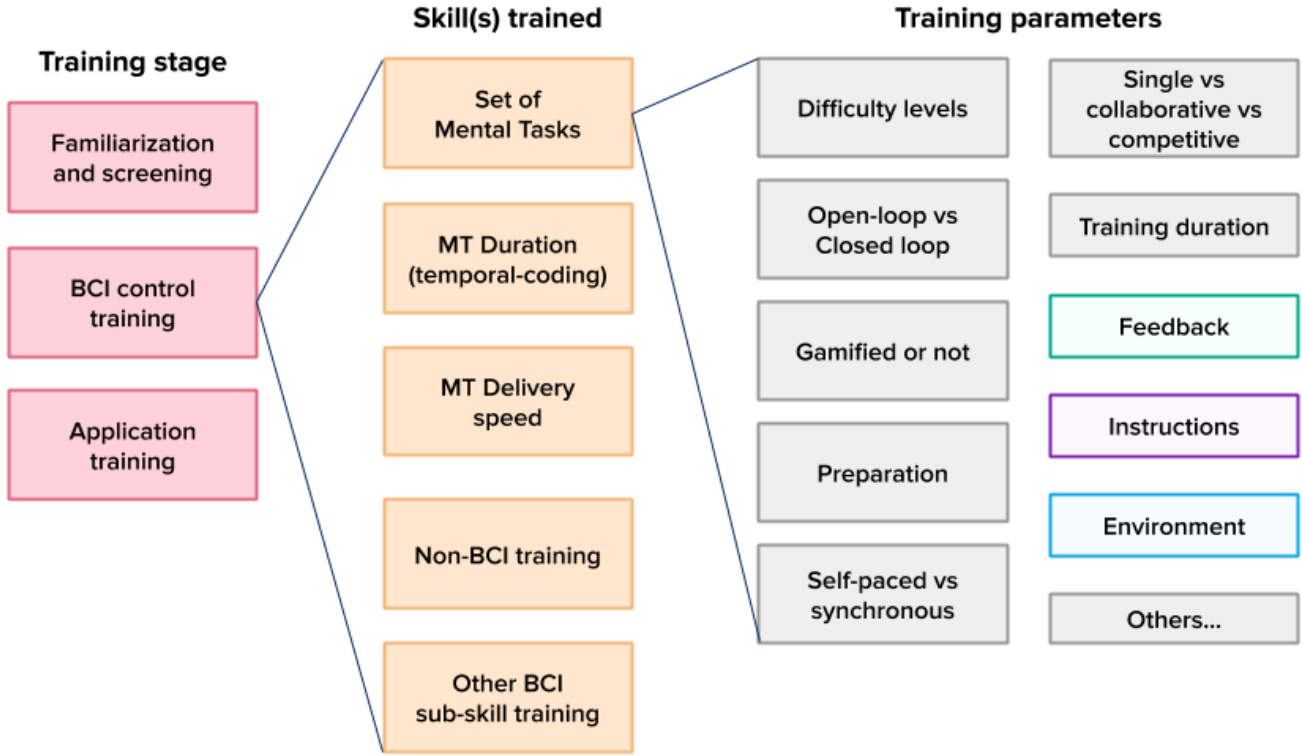 Training stage
Familiarization
and screening
BCI control
training
Application
training
Skill(s) trained
Set of
Mental Tasks
MT Duration
(temporal-coding)
MT Delivery
speed
Non-BCI training
Other BCI
sub-skill training
Training parameters
Difficulty levels
Open-loop vs
Closed loop
Gamified or not
Preparation
Self-paced vs
synchronous
Single vs
collaborative vs
competitive
Training duration
Feedback
Instructions
Environment
Others...